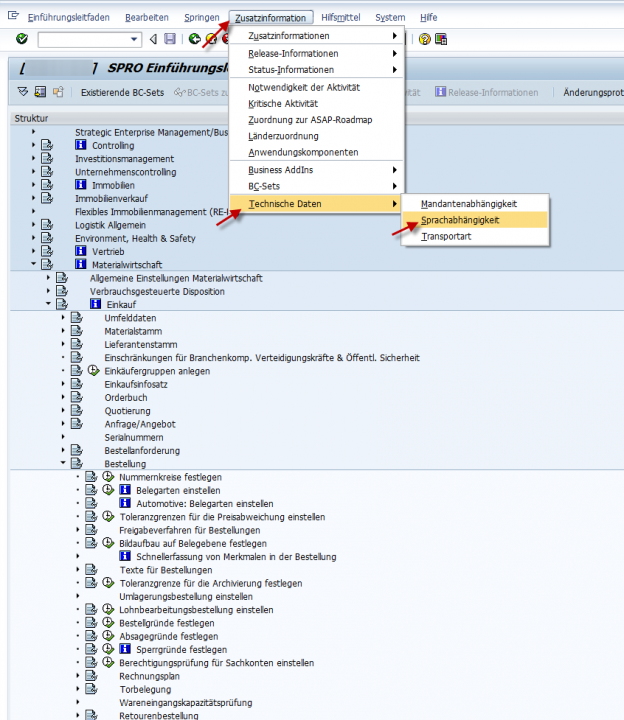 Einführungsleitfaden Bearbeiten Springen Zusatzinformation Hilfsmittel System Hilfe
[ ] SPRO Einführungsl
Existierende BC-Sets BC-Sets zu ität Release-Informationen Änderungsprot
Zusatzinformationen
Release-Informationen
Status-Informationen
Notwendigkeit der Aktivität
Kritische Aktivität
Zuordnung zur ASAP-Roadmap
Länderzuordnung
Anwendungskomponenten
Business AddIns
BC-Sets
Technische Daten
Mandantenabhängigkeit
Sprachabhängigkeit
Transportart
Struktur
Strategic Enterprise Management/Bus
Controlling
Investitionsmanagement
Unternehmenscontrolling
Immobilien
Immobilienverkauf
Flexibles Immobilienmanagement (RE-
Logistik Allgemein
Environment, Health & Safety
Vertrieb
Materialwirtschaft
Allgemeine Einstellungen Materialwirtschaft
Verbrauchsgesteuerte Disposition
Einkauf
Umfelddaten
Materialstamm
Lieferantenstamm
Einschränkungen für Branchenkomp. Verteidigungskräfte & Öffentl. Sicherheit
Einkäufergruppen anlegen
Einkaufsinfosatz
Orderbuch
Quotierung
Anfrage/Angebot
Serialnummern
Bestellanforderung
Bestellung
Nummernkreise festlegen
Belegarten einstellen
Automotive: Belegarten einstellen
Toleranzgrenzen für die Preisabweichung einstellen
Freigabeverfahren für Bestellungen
Bildaufbau auf Belegebene festlegen
Schnellerfassung von Merkmalen in der Bestellung
Texte für Bestellungen
Toleranzgrenze für die Archivierung festlegen
Umlagerungsbestellung einstellen
Lohnbearbeitungsbestellung einstellen
Bestellgründe festlegen
Absagegründe festlegen
Sperrgründe festlegen
Berechtigungsprüfung für Sachkonten einstellen
Rechnungsplan
Torbelegung
Wareneingangskapazitätsprüfung
Retourenbestellung